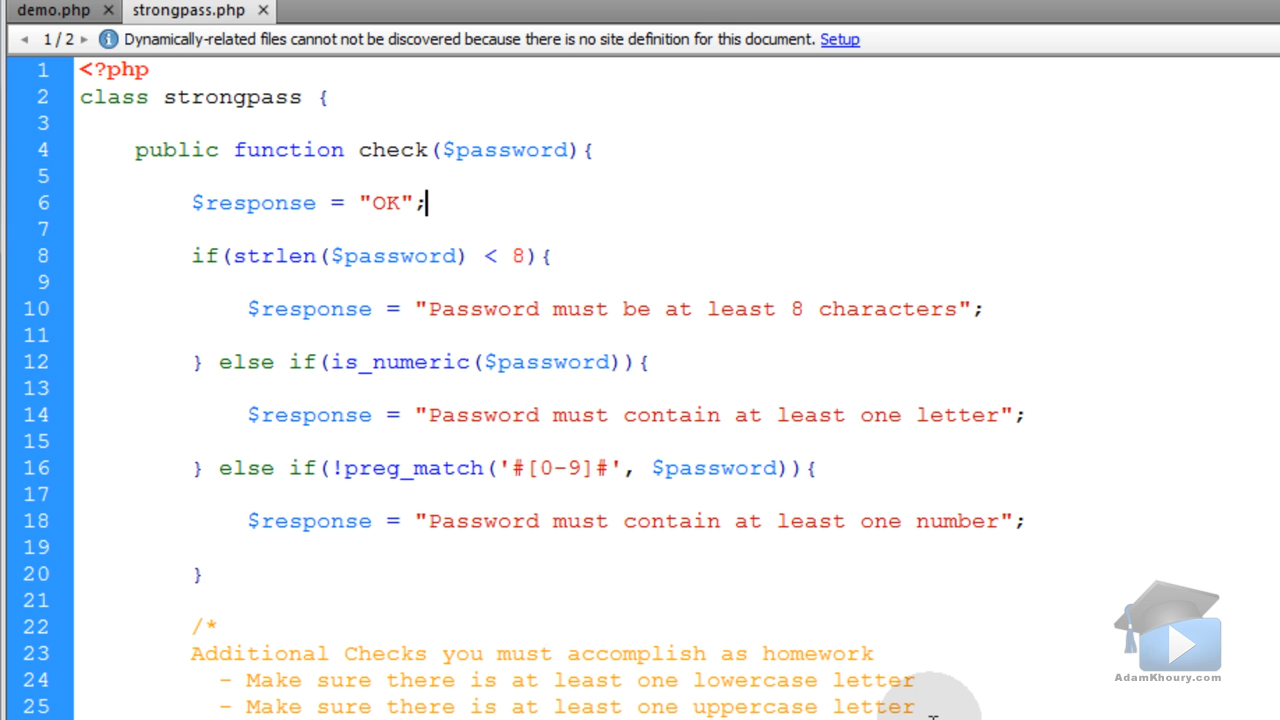 demo.php × strongpass.php ×
1 / 2 Dynamically-related files cannot not be discovered because there is no site definition for this document. Setup
1 <?php
2 class strongpass {
3
4 public function check($password){
5
6 $response = "OK";
7
8 if(strlen($password) < 8){
9
10 $response = "Password must be at least 8 characters";
11
12 } else if(is_numeric($password)){
13
14 $response = "Password must contain at least one letter";
15
16 } else if(!preg_match('#[0-9]#', $password)){
17
18 $response = "Password must contain at least one number";
19
20 }
21
22 /*
23 Additional Checks you must accomplish as homework
24 - Make sure there is at least one lowercase letter
25 - Make sure there is at least one uppercase letter
AdamKhoury.com